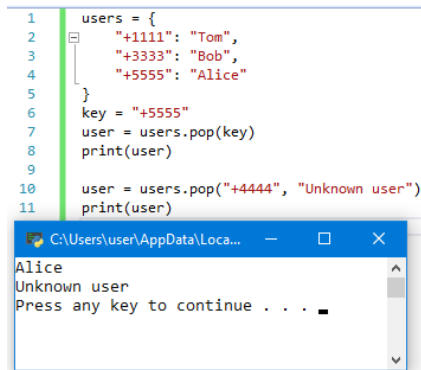 1 users = {
2 "+1111": "Tom",
3 "+3333": "Bob",
4 "+5555": "Alice"
5 }
6 key = "+5555"
7 user = users.pop(key)
8 print(user)
9
10 user = users.pop("+4444", "Unknown user")
11 print(user)
C:\Users\user\AppData\Loca...
Alice
Unknown user
Press any key to continue . . .